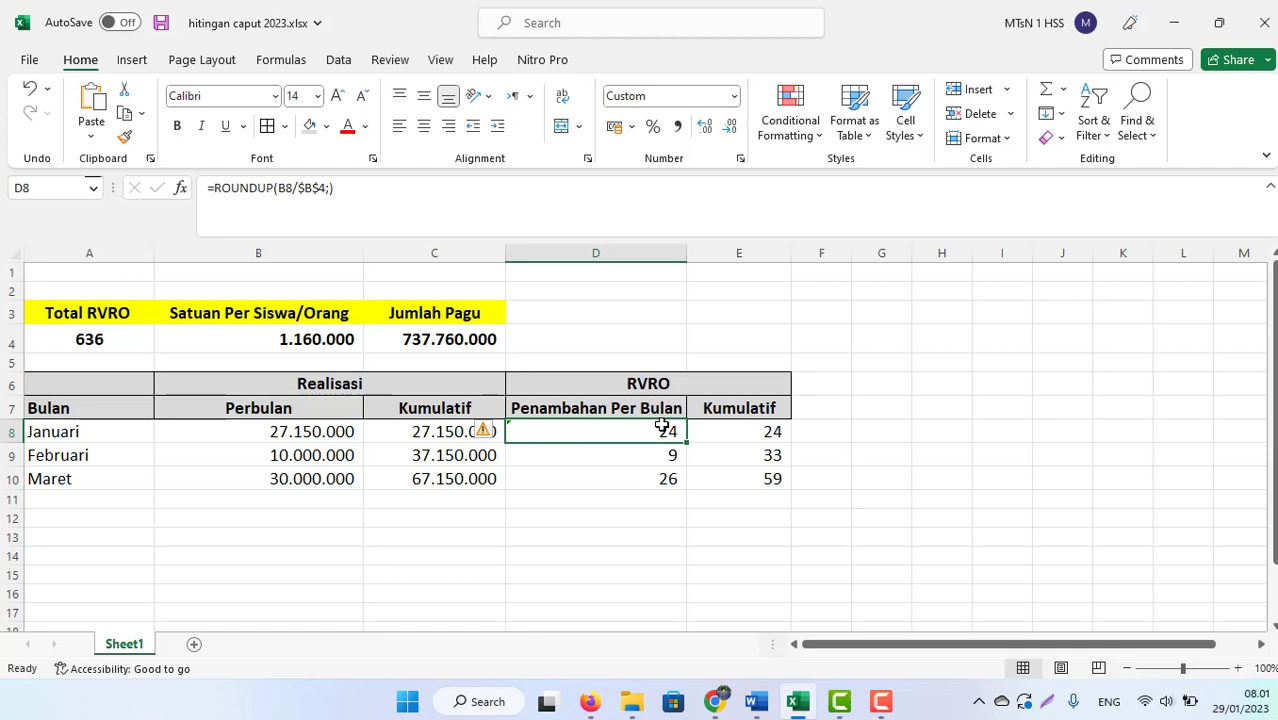 AutoSave Off hitingan caput 2023.xlsx Search MTsN 1 HSS M
File Home Insert Page Layout Formulas Data Review View Help Nitro Pro Comments Share
Calibri 14 Custom Insert
Paste Conditional Formatting Format as Table Cell Styles Delete Sort & Filter Find & Select
Format
Undo Clipboard Font Alignment Number Styles Cells Editing
D8 fx =ROUNDUP(B8/$B$4;)
A B C D E F G H I J K L M
1
2
3 Total RVRO Satuan Per Siswa/Orang Jumlah Pagu
4 636 1.160.000 737.760.000
5
6 Realisasi RVRO
7 Bulan Perbulan Kumulatif Penambahan Per Bulan Kumulatif
8 Januari 27.150.000 27.150.0 0 24 24
9 Februari 10.000.000 37.150.000 9 33
10 Maret 30.000.000 67.150.000 26 59
11
12
13
14
15
16
17
Sheet1
Ready Accessibility: Good to go 100%
Search 08.01
29/01/2023